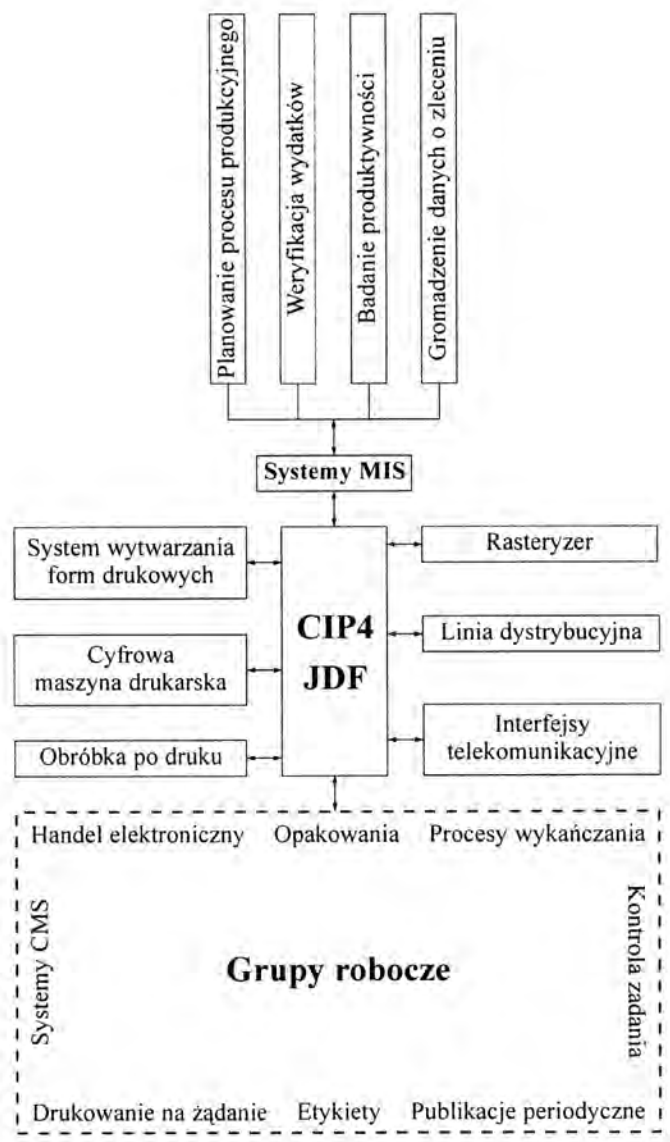 Planowanie procesu produkcyjnego
Weryfikacja wydatków
Badanie produktywności
Gromadzenie danych o zleceniu
Systemy MIS
System wytwarzania
form drukowych
Cyfrowa
maszyna drukarska
Obróbka po druku
CIP4
JDF
Rasteryzer
Linia dystrybucyjna
Interfejsy
telekomunikacyjne
Handel elektroniczny
Opakowania
Procesy wykańczania
Systemy CMS
Grupy robocze
Kontrola zadania
Drukowanie na żądanie
Etykiety
Publikacje periodyczne